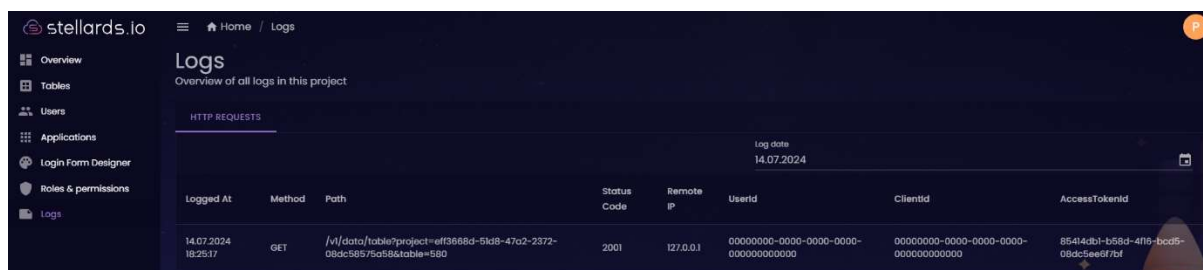 stellards.io
Home / Logs
P
Overview
Tables
Users
Applications
Login Form Designer
Roles & permissions
Logs
Logs
Overview of all logs in this project
HTTP REQUESTS
Log date
14.07.2024
Logged At Method Path Status Code Remote IP UserId ClientId AccessTokenId
14.07.2024 18:25:17 GET /v1/data/table?project=eff3668d-51d8-47a2-2372-08dc58575a58&table=580 2001 127.0.0.1 00000000-0000-0000-0000-000000000000 00000000-0000-0000-0000-000000000000 85414db1-b58d-4f16-bcd5-08dc5ee6f7bf